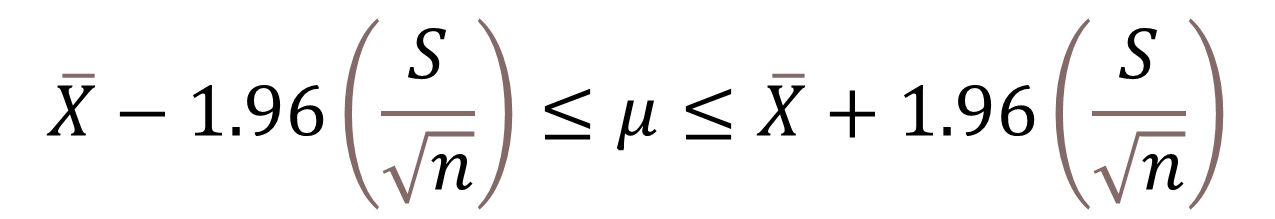 X̄ − 1.96 (S/√n) ≤ μ ≤ X̄ + 1.96 (S/√n)